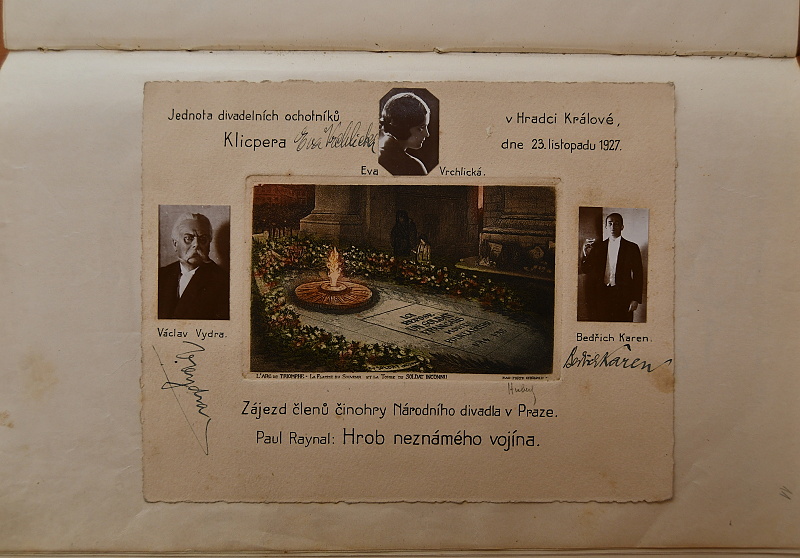 Jednota divadelních ochotníků
Klicpera
Eva Vrchlická
v Hradci Králové,
dne 23. listopadu 1927.
Eva Vrchlická.
Václav Vydra.
Bedřich Karen.
Vydra
Bedřich Karen
L'ARC DE TRIOMPHE - LA FLAMME DU SOUVENIR ET LA TOMBE DU SOLDAT INCONNU
Zájezd členů činohry Národního divadla v Praze.
Paul Raynal: Hrob neznámého vojína.